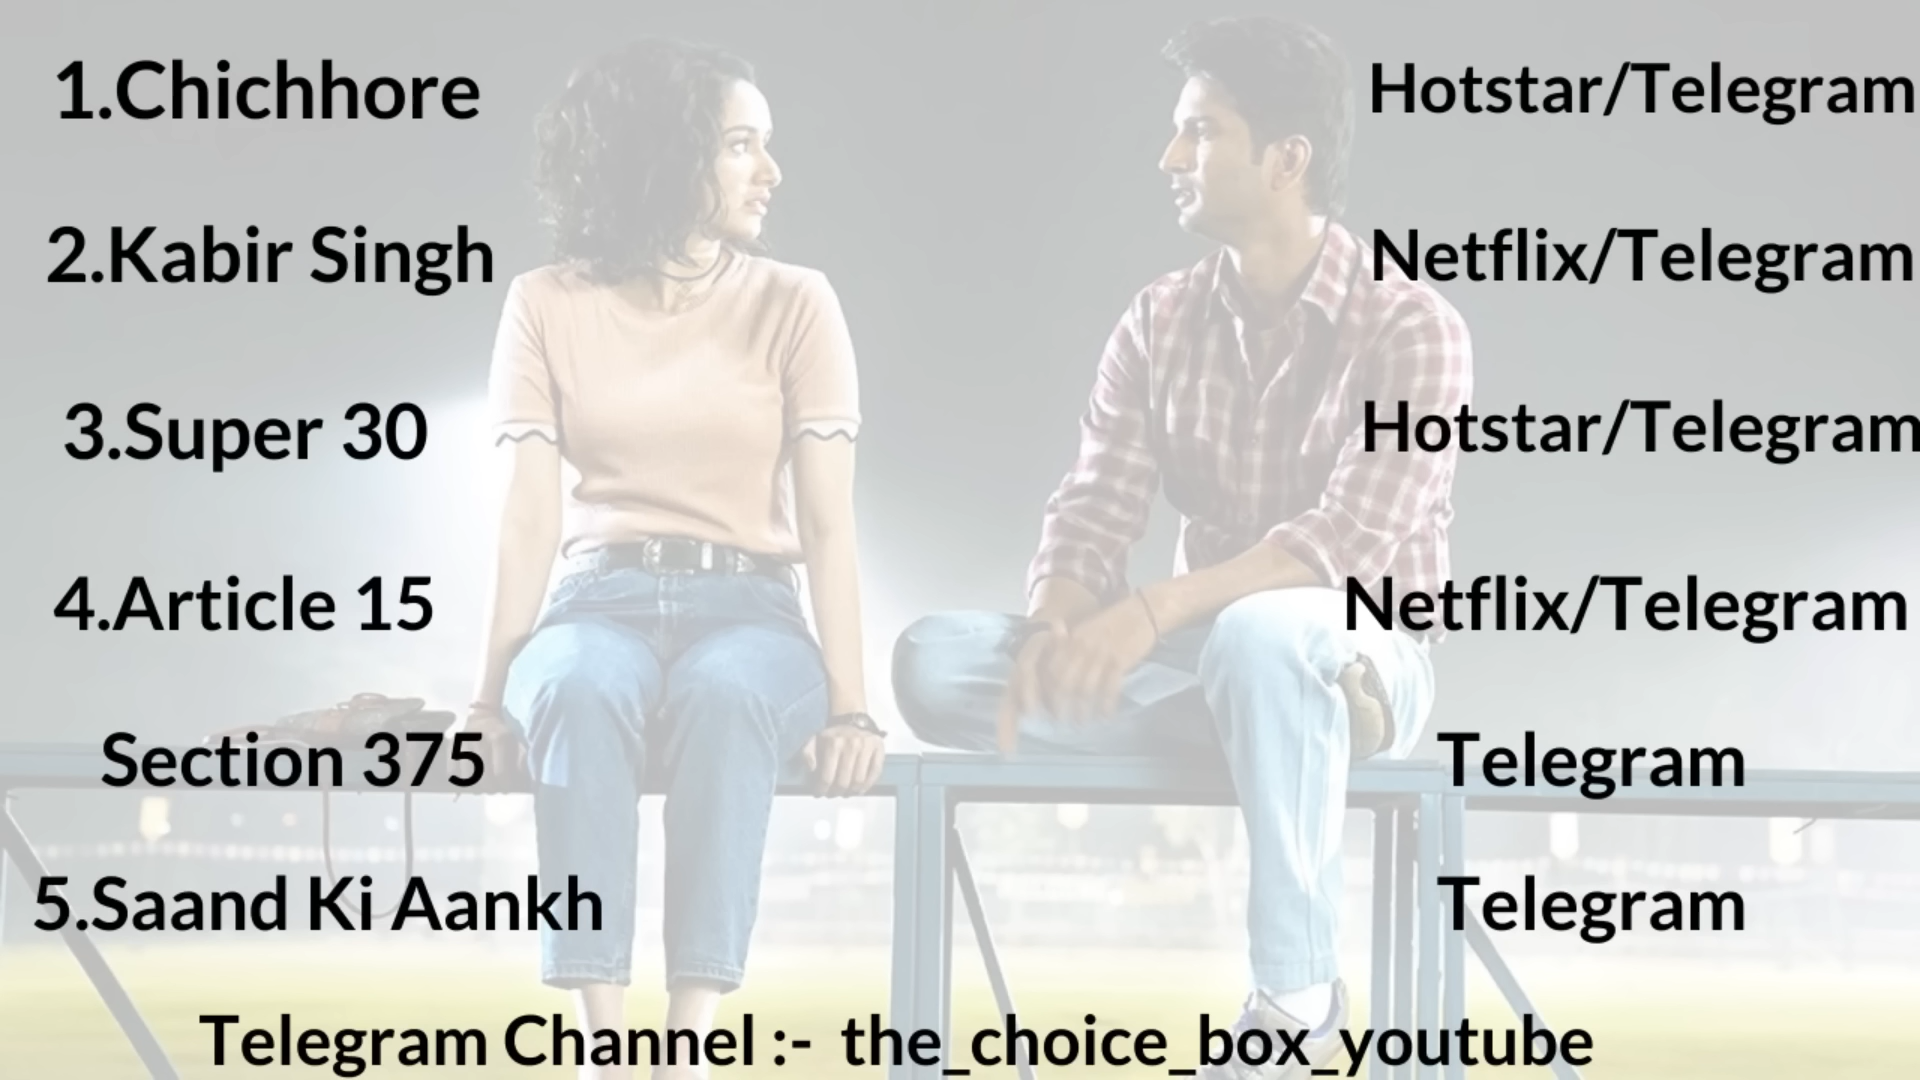 1.Chichhore Hotstar/Telegram
2.Kabir Singh Netflix/Telegram
3.Super 30 Hotstar/Telegram
4.Article 15 Netflix/Telegram
Section 375 Telegram
5.Saand Ki Aankh Telegram
Telegram Channel :- the_choice_box_youtube